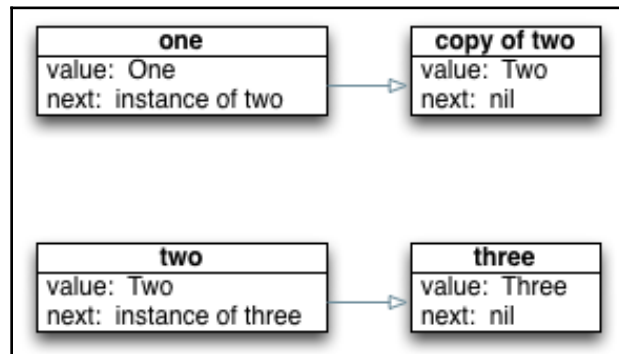 one
value: One
next: instance of two
copy of two
value: Two
next: nil
two
value: Two
next: instance of three
three
value: Three
next: nil